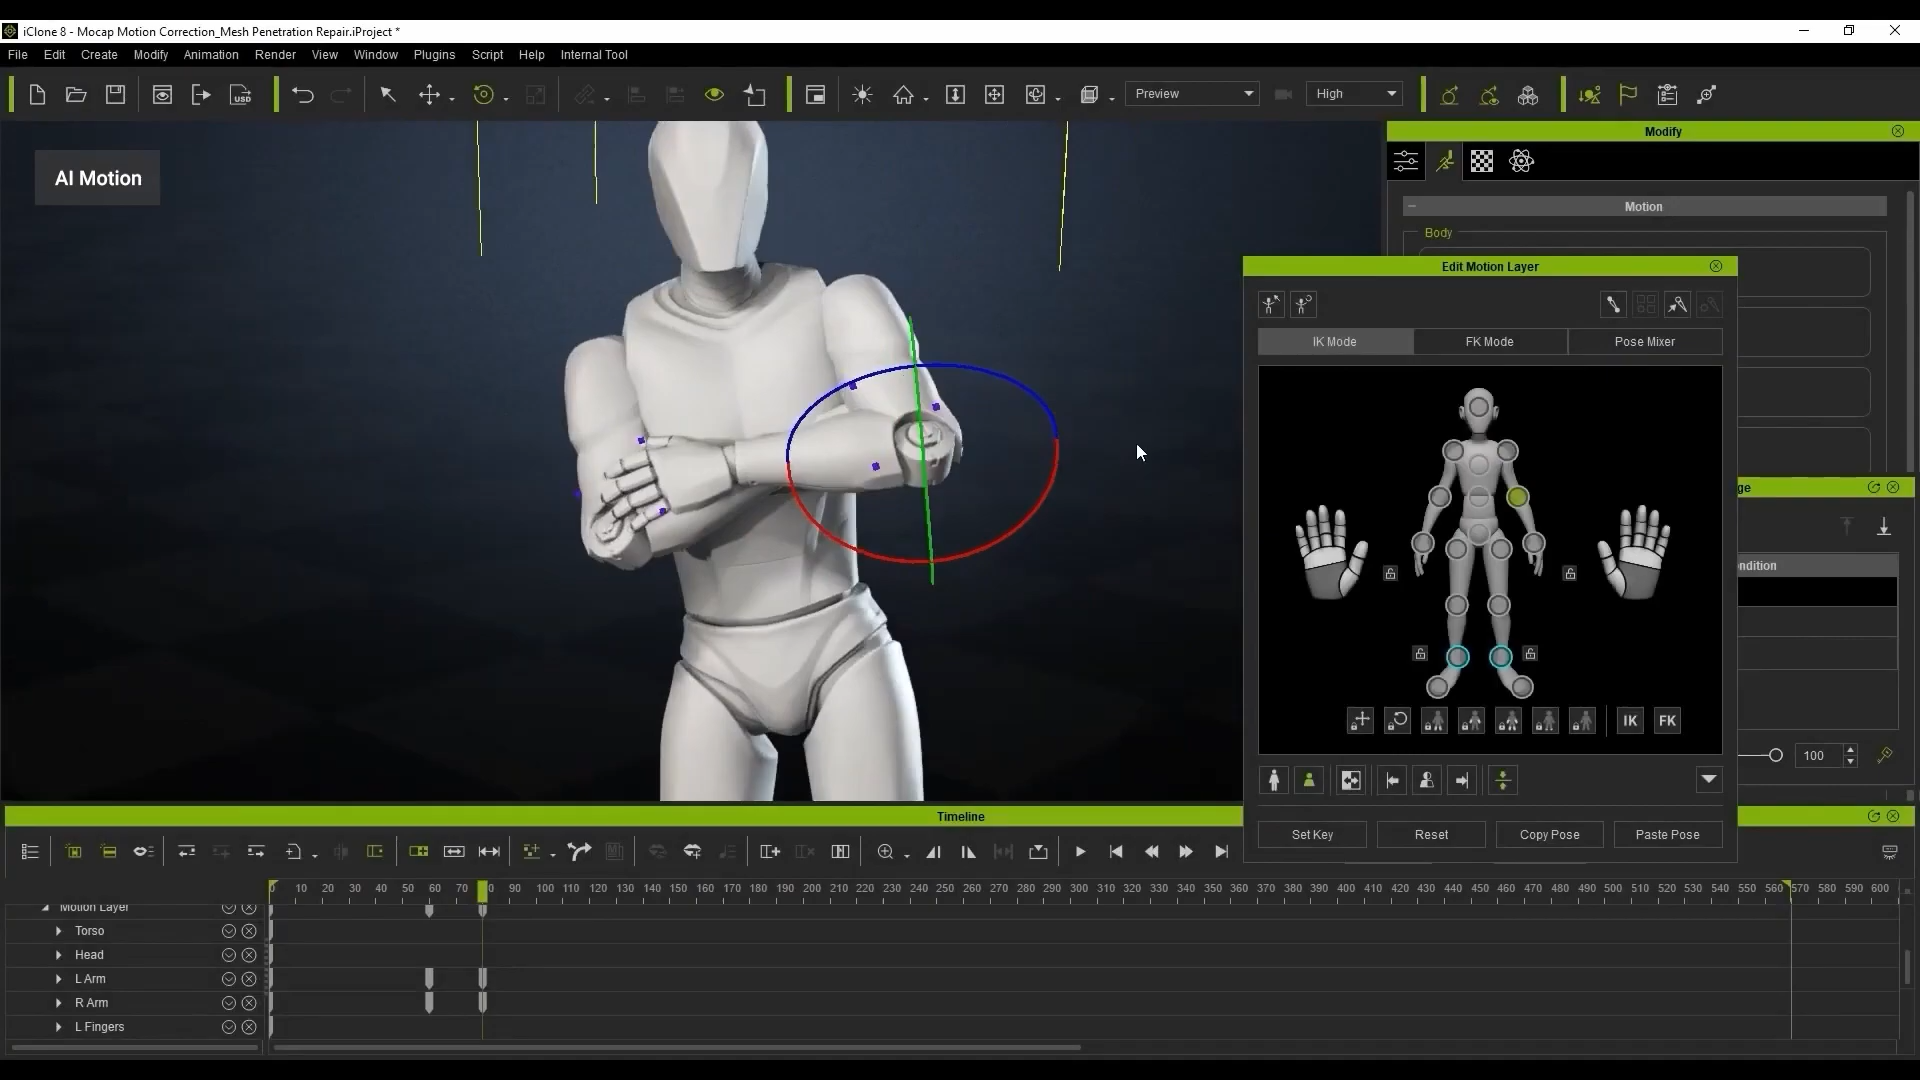 iClone 8 - Mocap Motion Correction_Mesh Penetration Repair.iProject *
File Edit Create Modify Animation Render View Window Plugins Script Help Internal Tool
USD
Preview
High
Modify
AI Motion
Motion
Body
Edit Motion Layer
IK Mode FK Mode Pose Mixer
ge
ndition
IK FK
100
Set Key Reset Copy Pose Paste Pose
Timeline
0 10 20 30 40 50 60 70 80 90 100 110 120 130 140 150 160 170 180 190 200 210 220 230 240 250 260 270 280 290 300 310 320 330 340 350 360 370 380 390 400 410 420 430 440 450 460 470 480 490 500 510 520 530 540 550 560 570 580 590 600
Motion Layer
Torso
Head
L Arm
R Arm
L Fingers